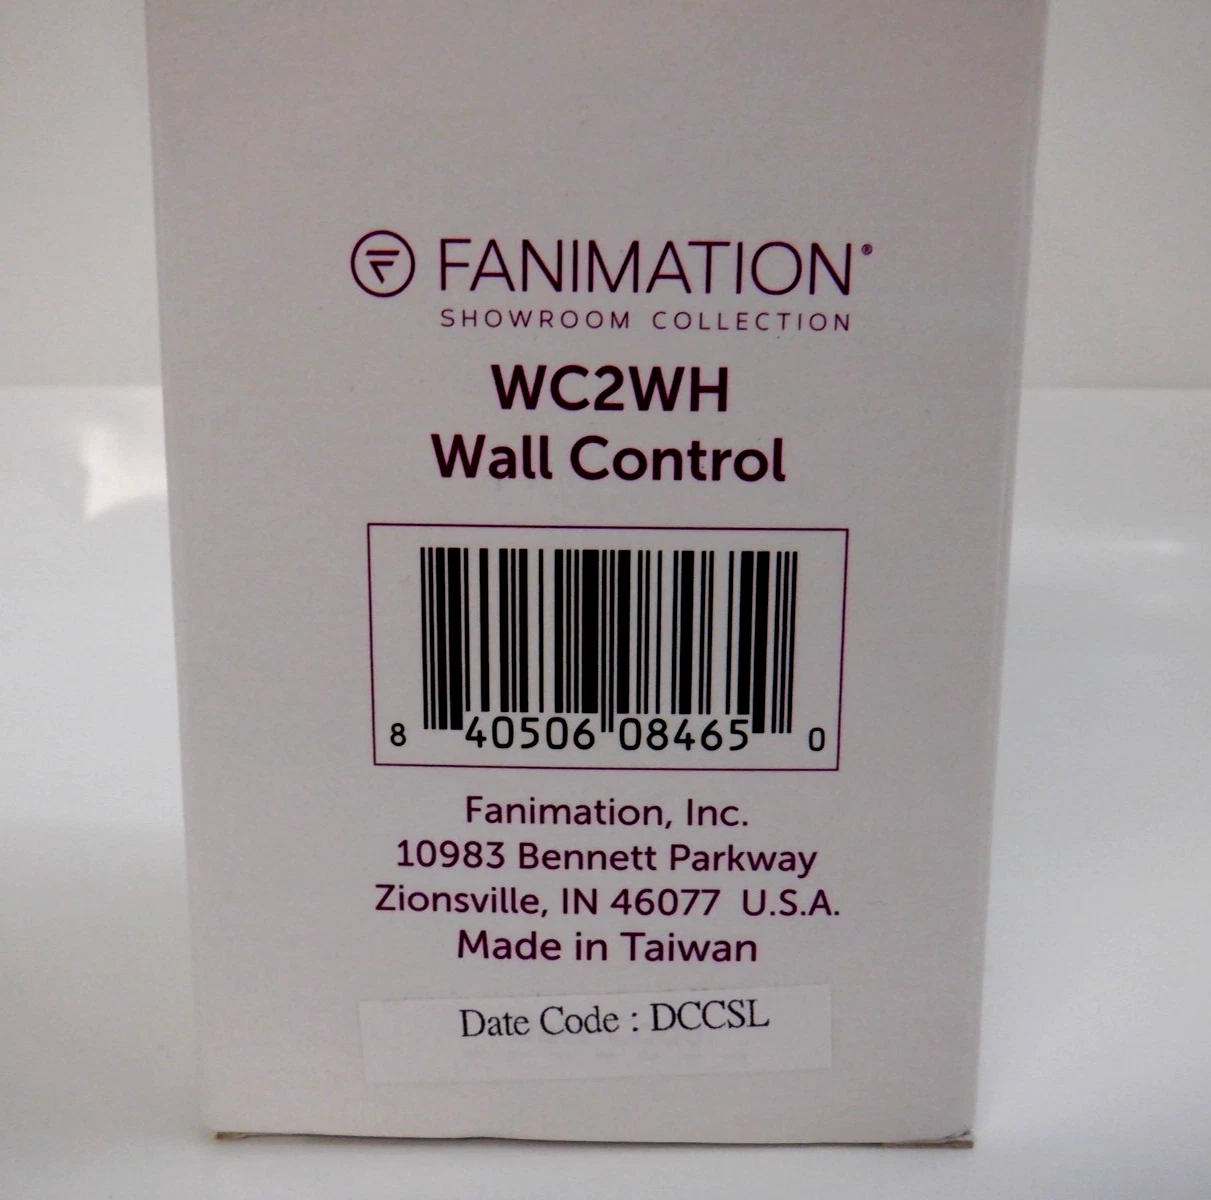 FANIMATION®
SHOWROOM COLLECTION
WC2WH
Wall Control
8 40506 08465 0
Fanimation, Inc.
10983 Bennett Parkway
Zionsville, IN 46077 U.S.A.
Made in Taiwan
Date Code : DCCSL